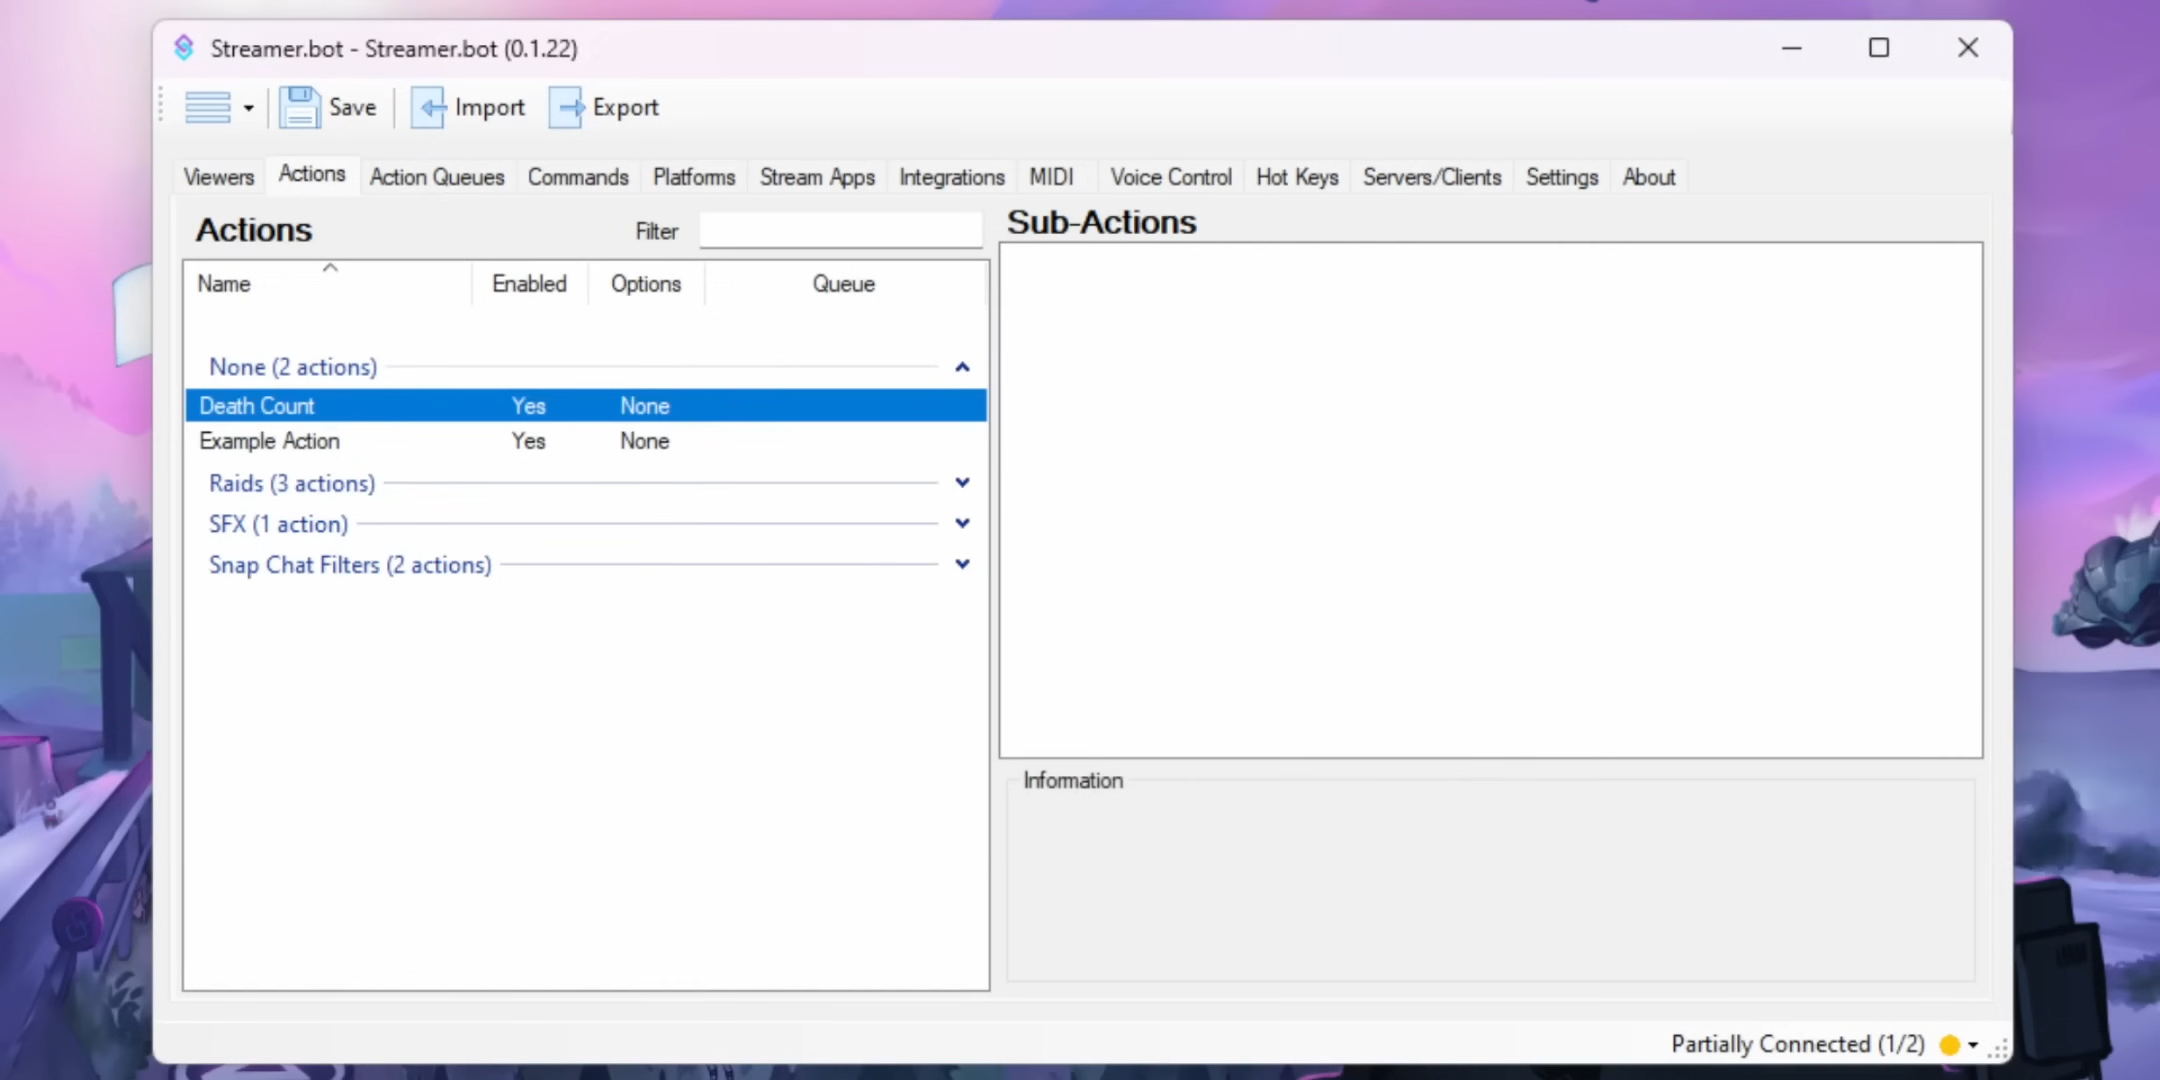 Streamer.bot - Streamer.bot (0.1.22)
Save Import Export
Viewers Actions Action Queues Commands Platforms Stream Apps Integrations MIDI Voice Control Hot Keys Servers/Clients Settings About
Actions Filter
Name Enabled Options Queue
None (2 actions)
Death Count Yes None
Example Action Yes None
Raids (3 actions)
SFX (1 action)
Snap Chat Filters (2 actions)
Sub-Actions
Information
Partially Connected (1/2)